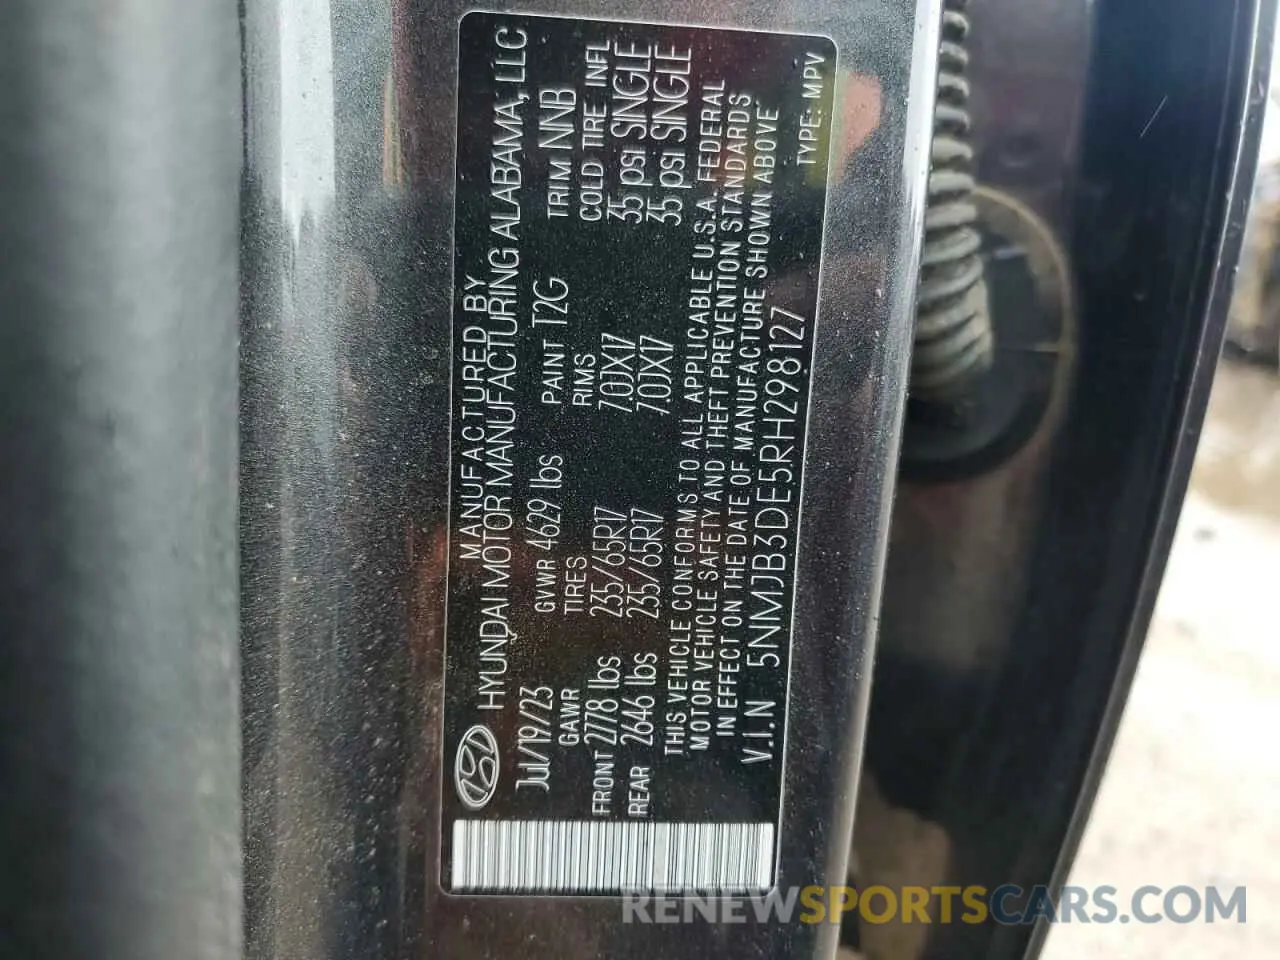 MANUFACTURED BY
HYUNDAI MOTOR MANUFACTURING ALABAMA, LLC
Jul/19/23 GVWR 4629 lbs PAINT T2G TRIM NNB
GAWR TIRES RIMS COLD TIRE INFL
FRONT 2778 lbs 235/65R17 7.0JX17 35 psi SINGLE
REAR 2646 lbs 235/65R17 7.0JX17 35 psi SINGLE
THIS VEHICLE CONFORMS TO ALL APPLICABLE U.S.A. FEDERAL
MOTOR VEHICLE SAFETY AND THEFT PREVENTION STANDARDS
IN EFFECT ON THE DATE OF MANUFACTURE SHOWN ABOVE
V.I.N 5NMJB3DE5RH298127 TYPE: MPV
RENEWSPORTSCARS.COM